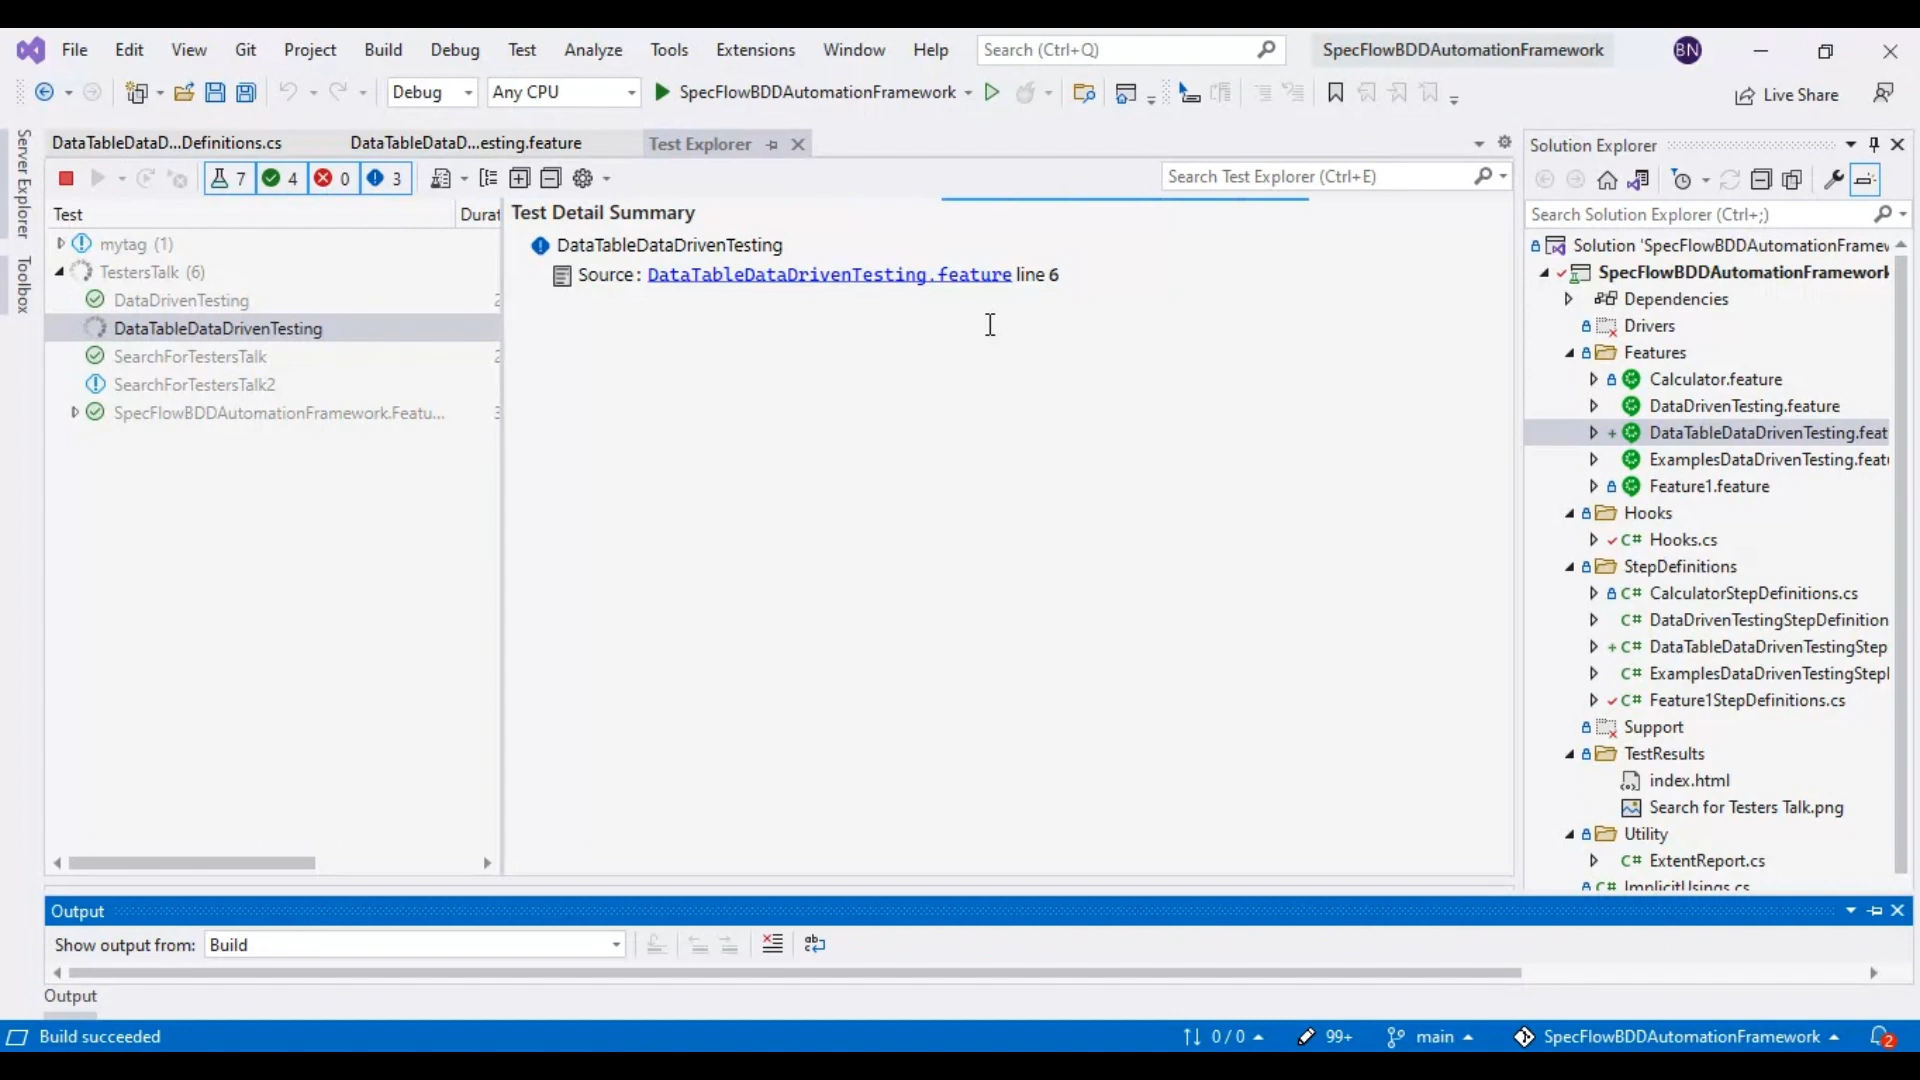 File Edit View Git Project Build Debug Test Analyze Tools Extensions Window Help Search (Ctrl+Q) SpecFlowBDDAutomationFramework BN
Debug Any CPU SpecFlowBDDAutomationFramework Live Share
Server Explorer
Toolbox
DataTableDataD...Definitions.cs DataTableDataD...esting.feature Test Explorer
7 4 0 3 Search Test Explorer (Ctrl+E)
Test Durat
mytag (1)
TestersTalk (6)
DataDrivenTesting 2
DataTableDataDrivenTesting
SearchForTestersTalk 2
SearchForTestersTalk2
SpecFlowBDDAutomationFramework.Featu... 3
Test Detail Summary
DataTableDataDrivenTesting
Source: DataTableDataDrivenTesting.feature line 6
Solution Explorer
Search Solution Explorer (Ctrl+;)
Solution 'SpecFlowBDDAutomationFramew
SpecFlowBDDAutomationFramework
Dependencies
Drivers
Features
Calculator.feature
DataDrivenTesting.feature
DataTableDataDrivenTesting.feat
ExamplesDataDrivenTesting.feat
Feature1.feature
Hooks
C# Hooks.cs
StepDefinitions
C# CalculatorStepDefinitions.cs
C# DataDrivenTestingStepDefinition
C# DataTableDataDrivenTestingStep
C# ExamplesDataDrivenTestingStep
C# Feature1StepDefinitions.cs
Support
TestResults
index.html
Search for Testers Talk.png
Utility
C# ExtentReport.cs
C# ImplicitUsings.cs
Output
Show output from: Build
Output
Build succeeded 0 / 0 99+ main SpecFlowBDDAutomationFramework 2